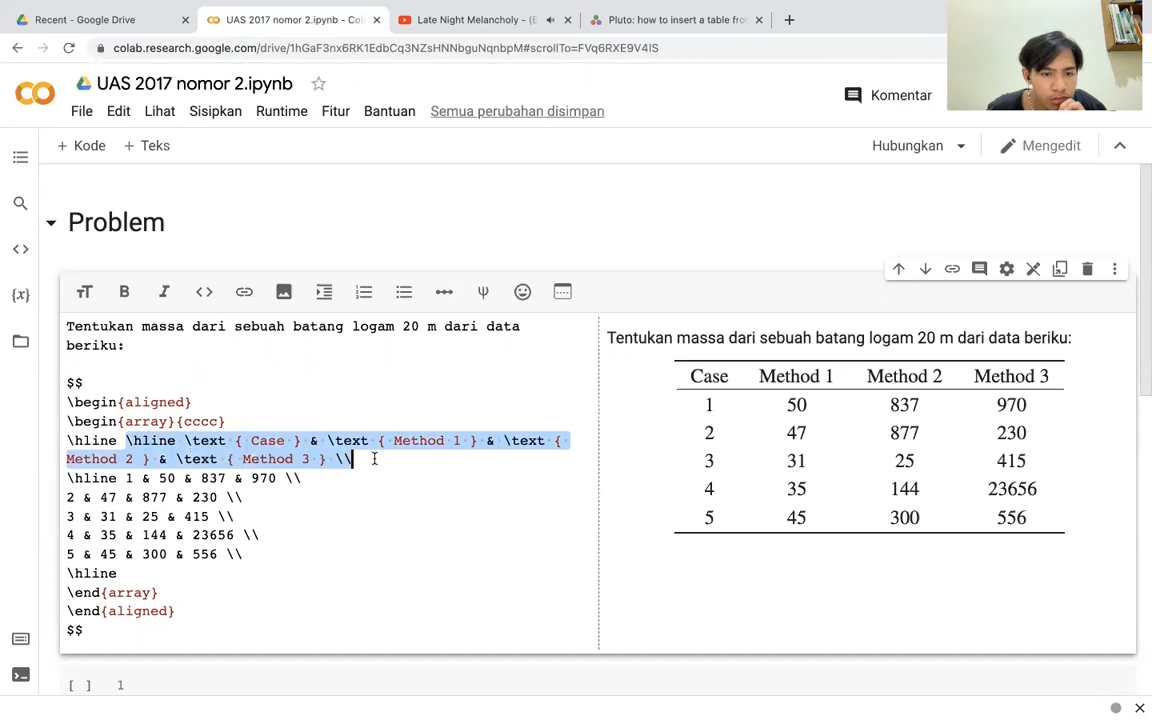 Recent - Google Drive
UAS 2017 nomor 2.ipynb - Col
Late Night Melancholy - (E
Pluto: how to insert a table fro
colab.research.google.com/drive/1hGaF3nx6RK1EdbCq3NZsHNNbguNqnbpM#scrollTo=FVq6RXE9V4lS
UAS 2017 nomor 2.ipynb
File Edit Lihat Sisipkan Runtime Fitur Bantuan Semua perubahan disimpan
Komentar
+ Kode + Teks
Hubungkan
Mengedit
Problem
Tentukan massa dari sebuah batang logam 20 m dari data
beriku:
$$
\begin{aligned}
\begin{array}{cccc}
\hline \hline \text { Case } & \text { Method 1 } & \text {
Method 2 } & \text { Method 3 } \\
\hline 1 & 50 & 837 & 970 \\
2 & 47 & 877 & 230 \\
3 & 31 & 25 & 415 \\
4 & 35 & 144 & 23656 \\
5 & 45 & 300 & 556 \\
\hline
\end{array}
\end{aligned}
$$
Tentukan massa dari sebuah batang logam 20 m dari data beriku:
Case Method 1 Method 2 Method 3
1 50 837 970
2 47 877 230
3 31 25 415
4 35 144 23656
5 45 300 556
[ ] 1